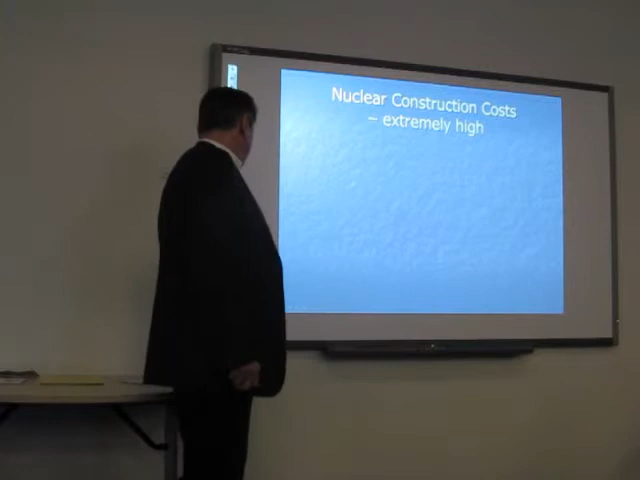 Nuclear Construction Costs
– extremely high